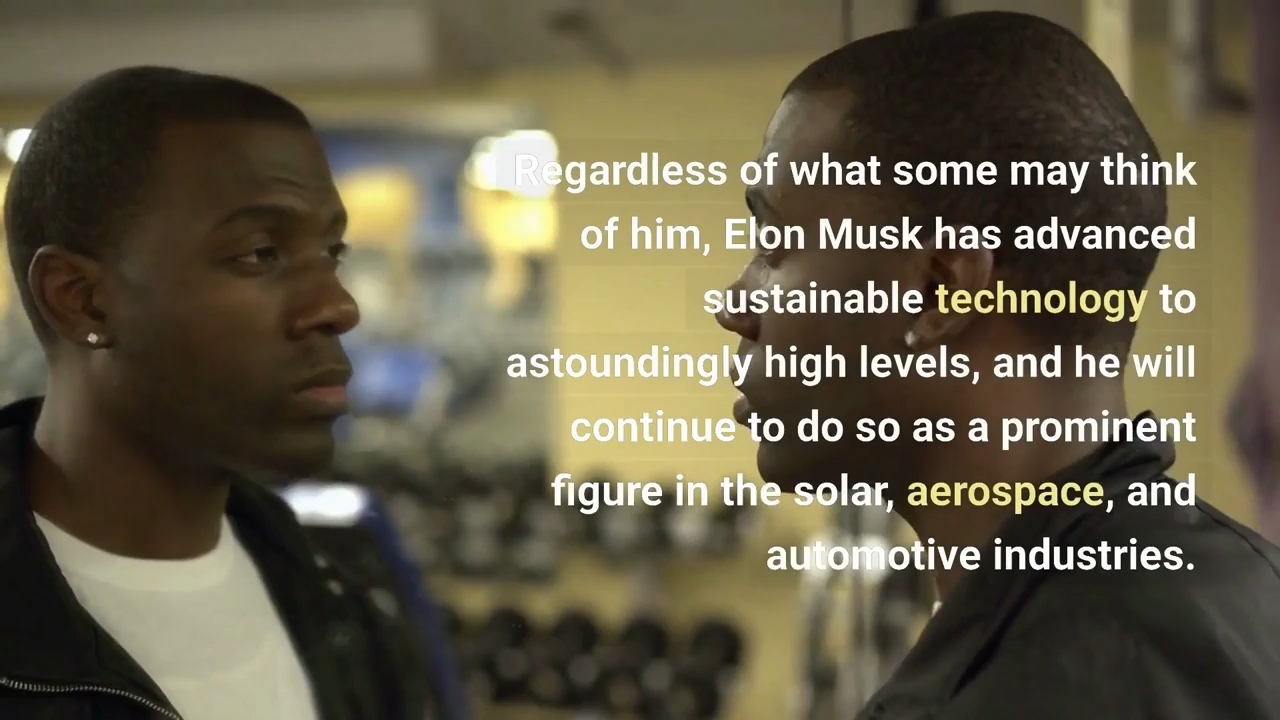 Regardless of what some may think
of him, Elon Musk has advanced
sustainable technology to
astoundingly high levels, and he will
continue to do so as a prominent
figure in the solar, aerospace, and
automotive industries.